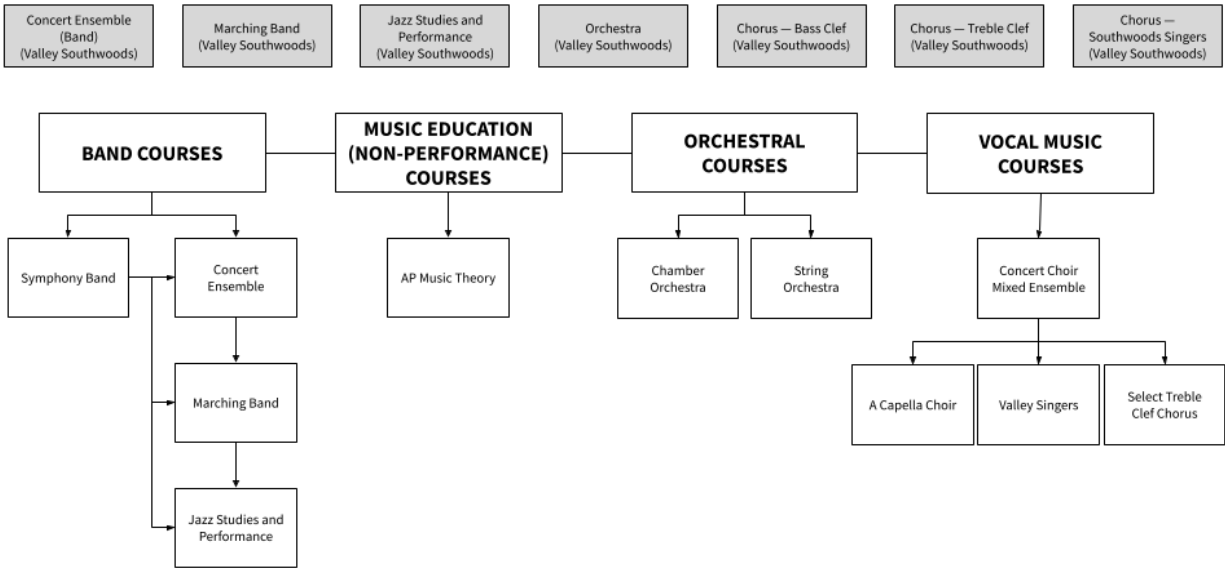 Concert Ensemble
(Band)
(Valley Southwoods)
Marching Band
(Valley Southwoods)
Jazz Studies and
Performance
(Valley Southwoods)
Orchestra
(Valley Southwoods)
Chorus — Bass Clef
(Valley Southwoods)
Chorus — Treble Clef
(Valley Southwoods)
Chorus —
Southwoods Singers
(Valley Southwoods)
BAND COURSES
MUSIC EDUCATION
(NON-PERFORMANCE)
COURSES
ORCHESTRAL
COURSES
VOCAL MUSIC
COURSES
Symphony Band
Concert
Ensemble
AP Music Theory
Chamber
Orchestra
String
Orchestra
Concert Choir
Mixed Ensemble
Marching Band
A Capella Choir
Valley Singers
Select Treble
Clef Chorus
Jazz Studies and
Performance